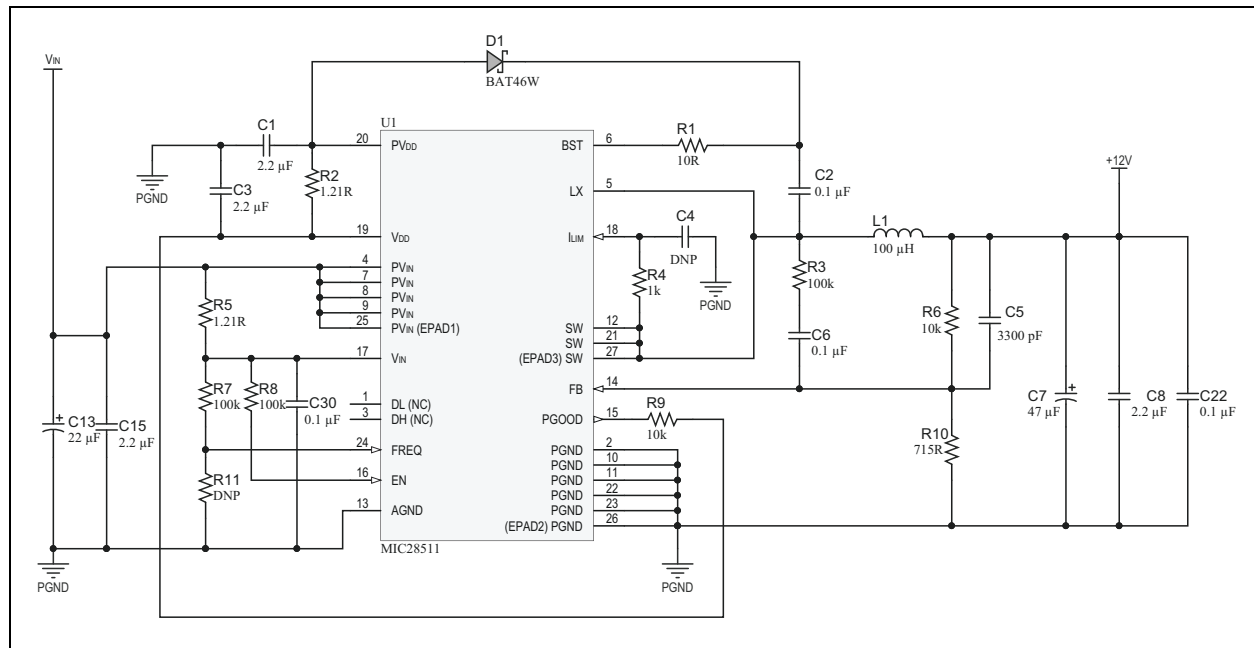 D1
BAT46W
VIN
U1
C1
2.2 µF
20
PVDD
BST
6
R1
10R
PGND
C3
2.2 µF
R2
1.21R
LX
5
C2
0.1 µF
+12V
19
VDD
ILIM
18
C4
DNP
L1
100 µH
4
PVIN
7
PVIN
8
PVIN
9
PVIN
25
PVIN (EPAD1)
R4
1k
PGND
R3
100k
R5
1.21R
R6
10k
C5
3300 pF
SW
12
SW
21
(EPAD3) SW
27
C6
0.1 µF
17
VIN
R7
100k
R8
100k
C30
0.1 µF
1
DL (NC)
3
DH (NC)
FB
14
PGOOD
15
R9
10k
C7
47 µF
C8
2.2 µF
C22
0.1 µF
C13
22 µF
C15
2.2 µF
24
FREQ
16
EN
R11
DNP
13
AGND
PGND
2
PGND
10
PGND
11
PGND
22
PGND
23
(EPAD2) PGND
26
R10
715R
MIC28511
PGND
PGND